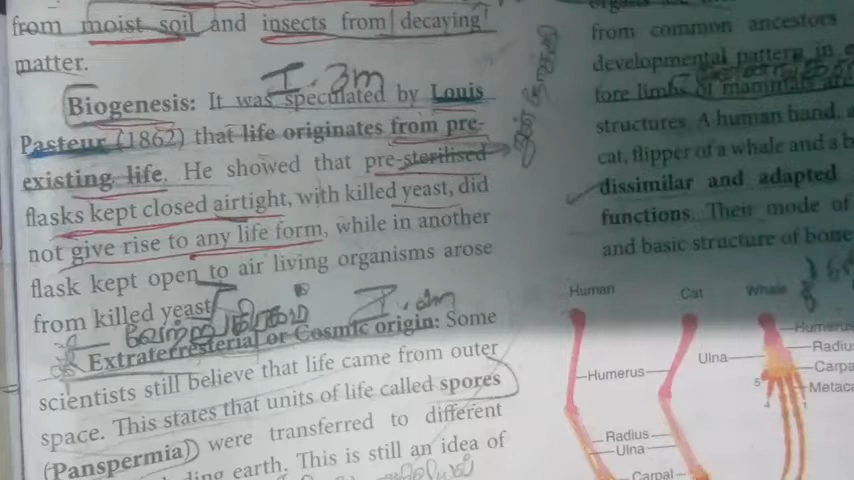 from moist soil and insects from decaying
matter.
I. 3m
Biogenesis: It was speculated by Louis
Pasteur (1862) that life originates from pre-
existing life. He showed that pre-sterilised
flasks kept closed airtight, with killed yeast, did
not give rise to any life form, while in another
flask kept open to air living organisms arose
from killed yeast
Extraterresterial or Cosmic origin: Some
scientists still believe that life came from outer
space. This states that units of life called spores
(Panspermia) were transferred to different
earth. This is still an idea of
from common ancestors
developmental pattern in
fore limbs of mammals
structures. A human hand,
cat, flipper of a whale and a
dissimilar and adapted
functions. Their mode of
and basic structure of bone
Human
Cat
Whale
Humerus
Humerus
Ulna
Radius
Carpa
Metaca
5
4
1
Radius
Ulna
Carpal